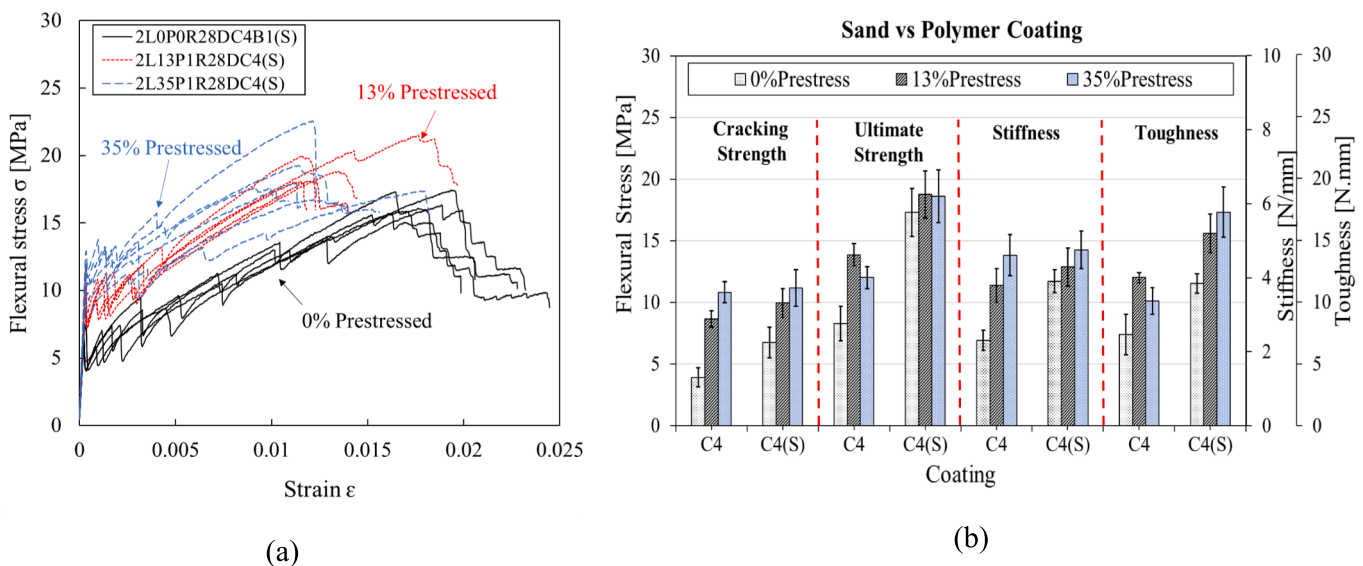 30
25
20
15
10
5
0
Flexural stress σ [MPa]
2L0P0R28DC4B1(S)
2L13P1R28DC4(S)
2L35P1R28DC4(S)
13% Prestressed
35% Prestressed
0% Prestressed
0
0.005
0.01
0.015
0.02
0.025
Strain ε
(a)
Sand vs Polymer Coating
30
25
20
15
10
5
0
Flexural Stress [MPa]
0%Prestress
13%Prestress
35%Prestress
Cracking
Strength
Ultimate
Strength
Stiffness
Toughness
10
8
6
4
2
0
Stiffness [N/mm]
30
25
20
15
10
5
0
Toughness [N.mm]
C4
C4(S)
C4
C4(S)
C4
C4(S)
C4
C4(S)
Coating
(b)